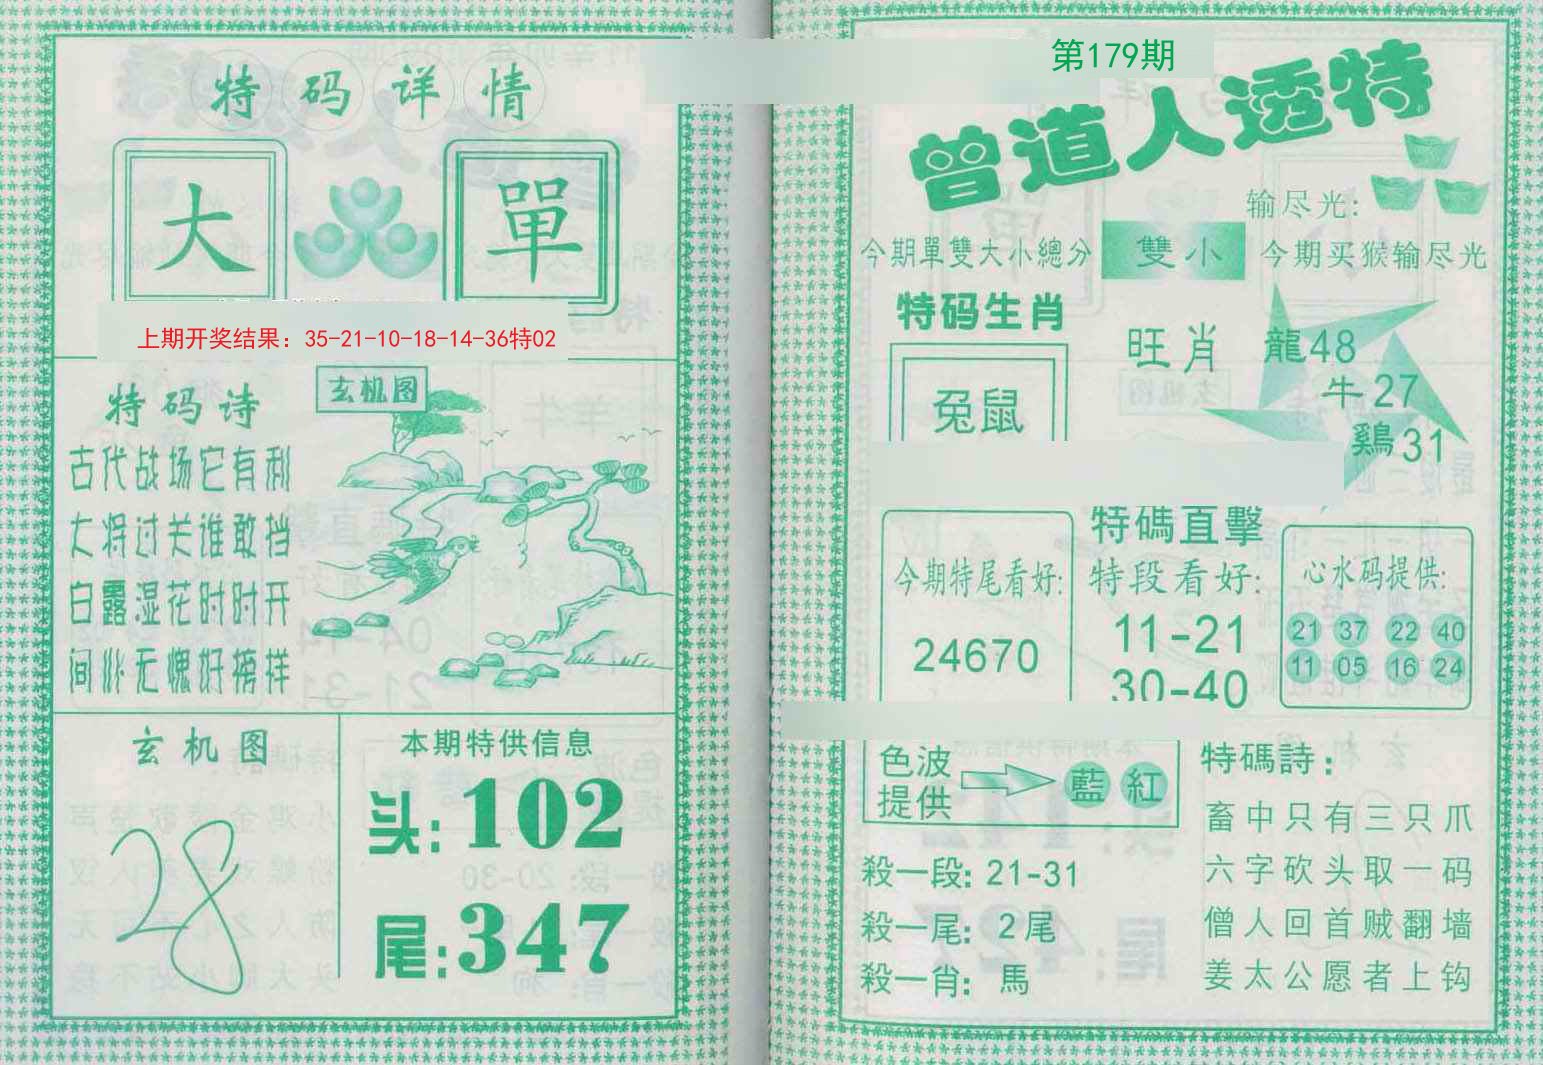 特码详情
大 單
上期开奖结果：35-21-10-18-14-36特02
特码诗
古代战场它有利
大将过关谁敢挡
白露湿花时时开
间州无愧好榜样
玄机图
玄机图
28
本期特供信息
头:102
尾:347
第179期
曾道人透特
输尽光:
今期單雙大小總分 雙小 今期买猴输尽光
特码生肖
兔鼠
旺肖
龍48
牛27
鷄31
今期特尾看好:
24670
特碼直擊
特段看好:
11-21
30-40
心水码提供:
21 37 22 40
11 05 16 24
色波
提供
藍 紅
殺一段: 21-31
殺一尾: 2尾
殺一肖: 馬
特碼詩:
畜中只有三只爪
六字砍头取一码
僧人回首贼翻墙
姜太公愿者上钩